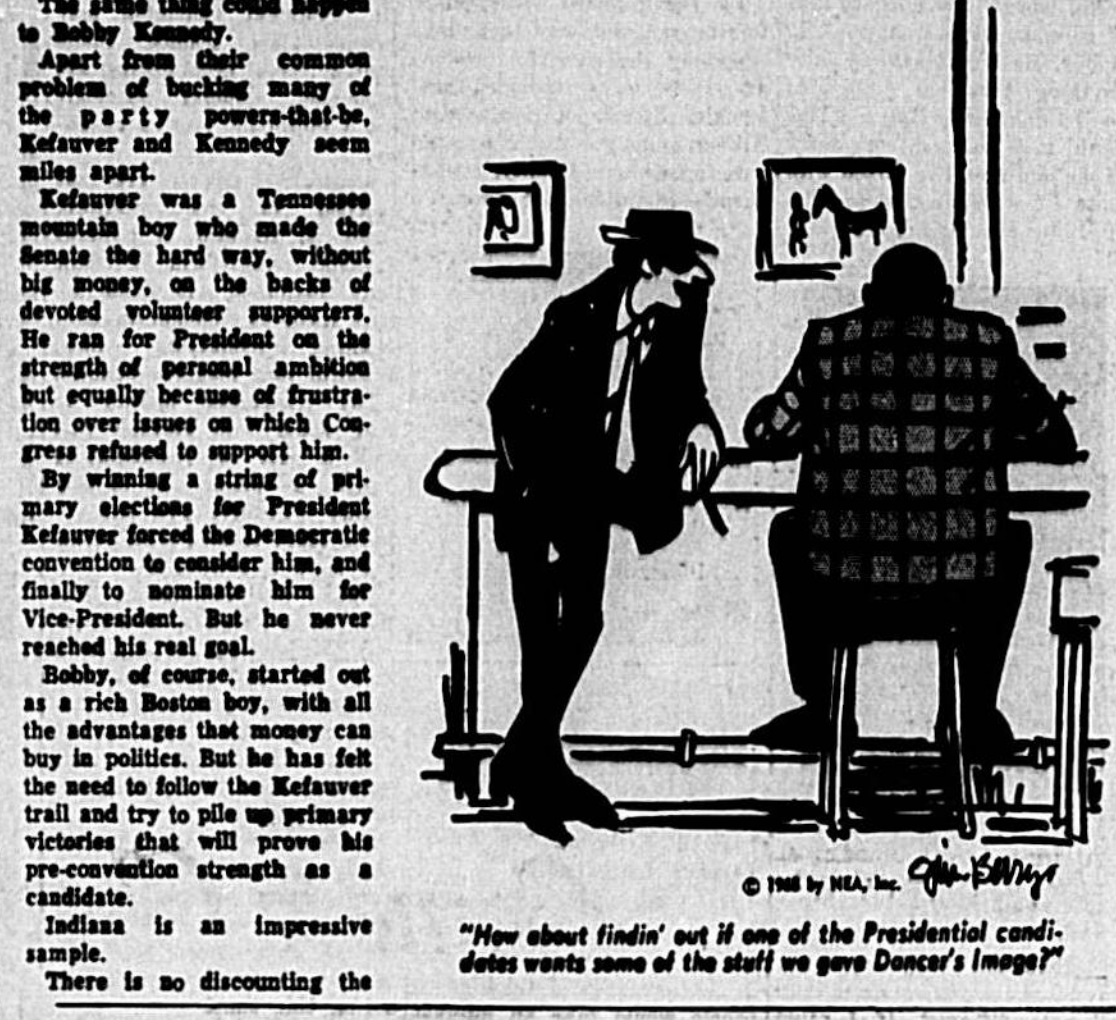 The same thing could happen
to Bobby Kennedy.
Apart from their common
problem of bucking many of
the party powers-that-be,
Kefauver and Kennedy seem
miles apart.
Kefauver was a Tennessee
mountain boy who made the
Senate the hard way, without
big money, on the backs of
devoted volunteer supporters.
He ran for President on the
strength of personal ambition
but equally because of frustra-
tion over issues on which Con-
gress refused to support him.
By winning a string of pri-
mary elections for President
Kefauver forced the Democratic
convention to consider him, and
finally to nominate him for
Vice-President. But he never
reached his real goal.
Bobby, of course, started out
as a rich Boston boy, with all
the advantages that money can
buy in politics. But he has felt
the need to follow the Kefauver
trail and try to pile up primary
victories that will prove his
pre-convention strength as a
candidate.
Indiana is an impressive
sample.
There is no discounting the
© 1968 by NEA, Inc. Jim Berry
"How about findin' out if one of the Presidential candi-
dates wants some of the stuff we gave Dancer's Image?"